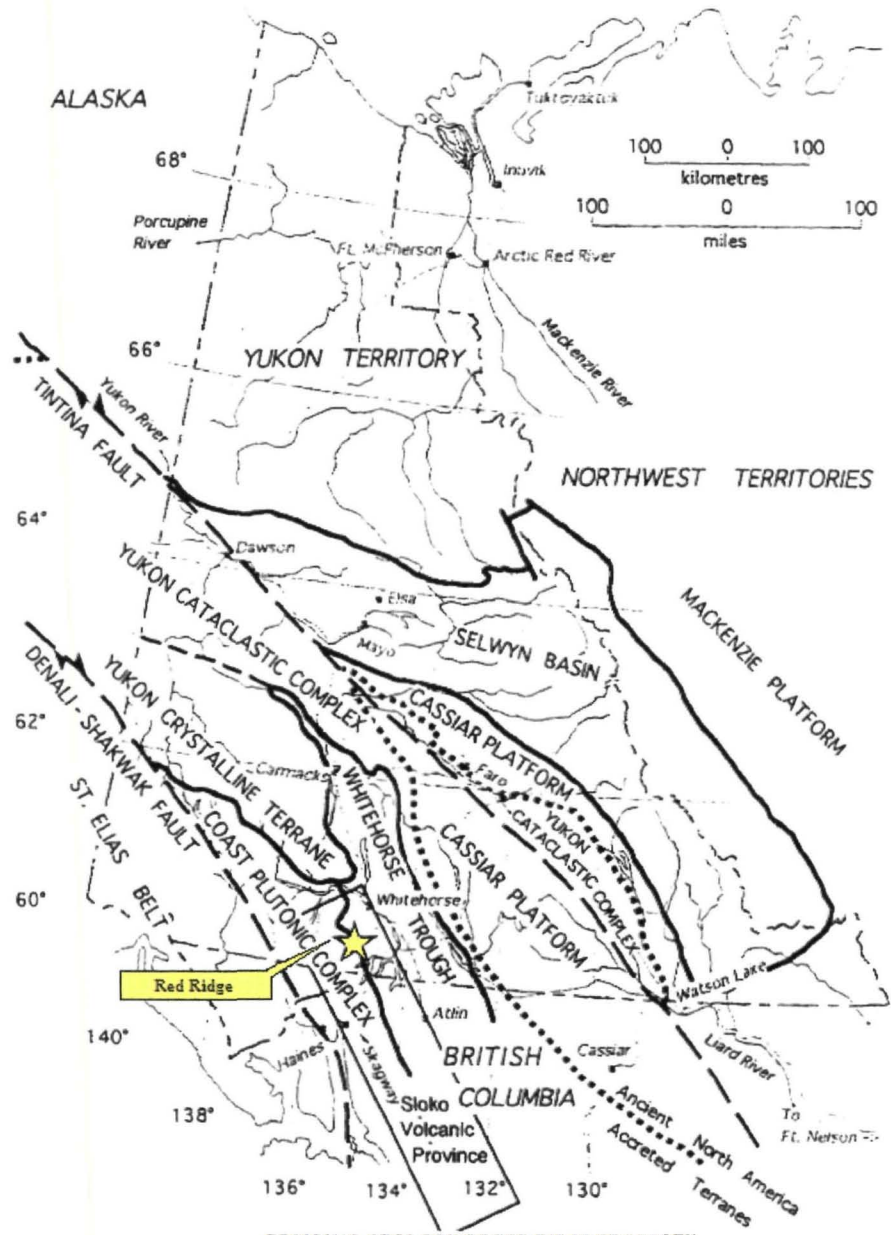 ALASKA
Tuktoyaktuk
68°
Inuvik
100 0 100
kilometres
100 0 100
miles
Porcupine
River
Ft. McPherson
Arctic Red River
Mackenzie River
66°
YUKON TERRITORY
Yukon River
TINTINA FAULT
NORTHWEST TERRITORIES
64°
Dawson
YUKON CATACLASTIC COMPLEX
Elsa
Mayo
SELWYN BASIN
MACKENZIE PLATFORM
CASSIAR PLATFORM
62°
DENALI - SHAKWAK FAULT
YUKON CRYSTALLINE TERRANE
Carmacks
Faro
YUKON
CATACLASTIC COMPLEX
WHITEHORSE TROUGH
CASSIAR PLATFORM
ST. ELIAS BELT
COAST PLUTONIC COMPLEX
60°
Whitehorse
Red Ridge
Watson Lake
140°
Atlin
Haines
Skagway
BRITISH
COLUMBIA
Cassiar
Liard River
138°
Sloko
Volcanic
Province
Ancient North America
Accreted Terranes
To
Ft. Nelson
136° 134° 132° 130°